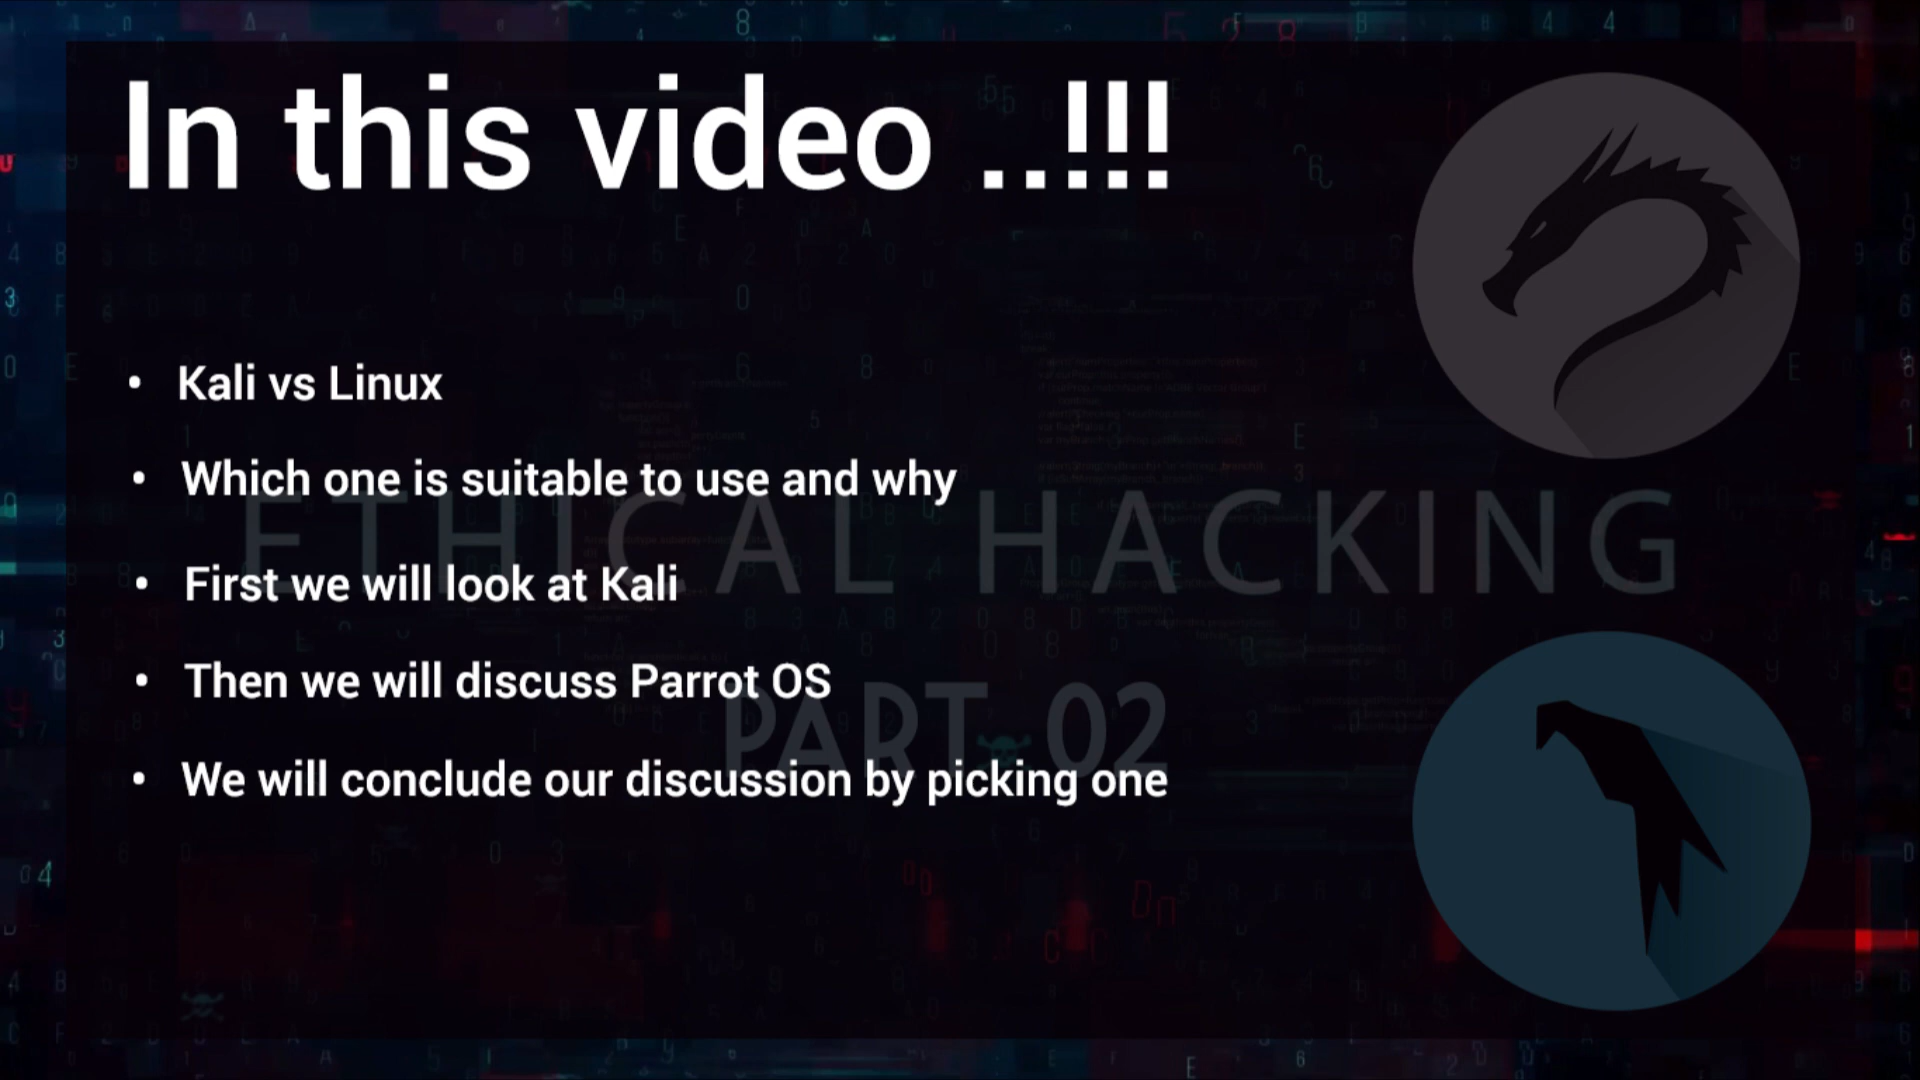 In this video ..!!!
• Kali vs Linux
• Which one is suitable to use and why
ETHICAL HACKING
• First we will look at Kali
• Then we will discuss Parrot OS
PART 02
• We will conclude our discussion by picking one